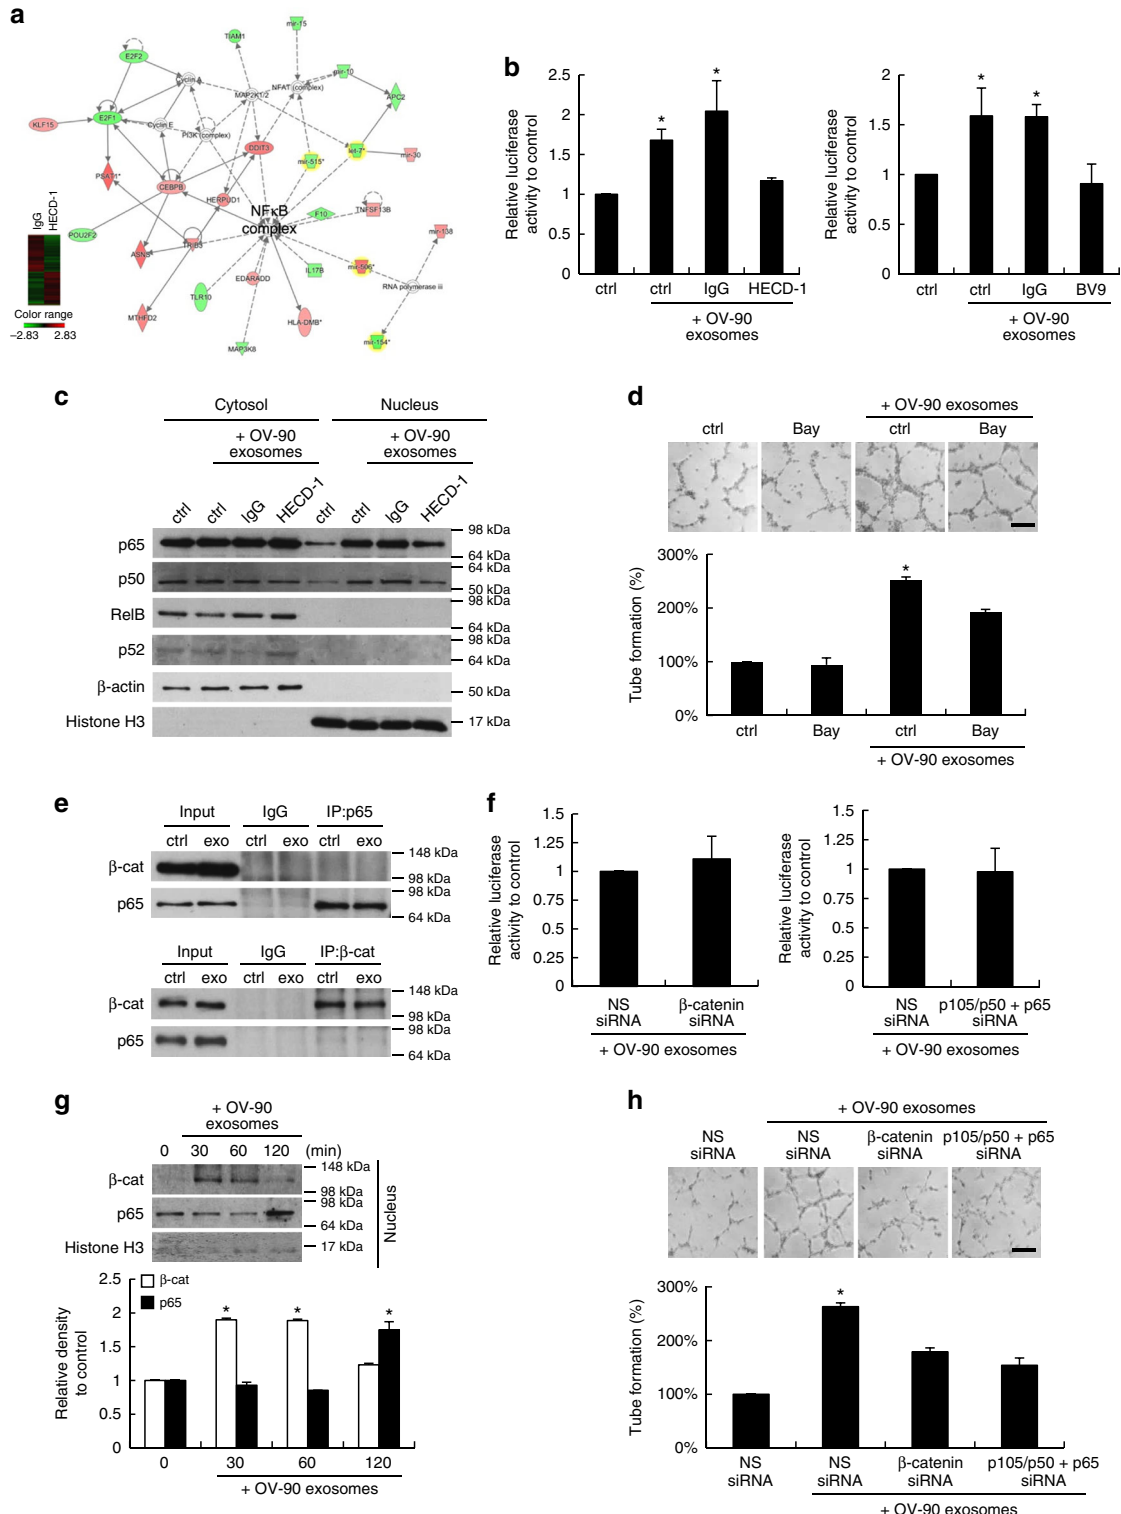 a
mir-15
TIAM1
E2F2
Cyclin A
MAP2K1/2
NFAT (complex)
mir-10
APC2
KLF15
E2F1
Cyclin E
PI3K (complex)
DDIT3
mir-515*
let-7*
mir-30
PSAT1*
CEBPB
HERPUD1
NFκB
complex
F10
TNFSF13B
mir-138
POU2F2
ASNS*
TRIB3
EDARADD
IL17B
mir-506*
RNA polymerase iii
TLR10
MTHFD2
HLA-DMB*
MAP3K8
mir-154*
IgG
HECD-1
Color range
–2.83 2.83
b
Relative luciferase
activity to control
2.5
2
1.5
1
0.5
0
* *
ctrl ctrl IgG HECD-1
+ OV-90
exosomes
Relative luciferase
activity to control
2
1.5
1
0.5
0
* *
ctrl ctrl IgG BV9
+ OV-90
exosomes
c
Cytosol Nucleus
+ OV-90
exosomes
+ OV-90
exosomes
ctrl ctrl IgG HECD-1 ctrl ctrl IgG HECD-1
p65
98 kDa
64 kDa
p50
64 kDa
50 kDa
RelB
98 kDa
64 kDa
p52
98 kDa
64 kDa
β-actin 50 kDa
Histone H3 17 kDa
d
+ OV-90 exosomes
ctrl Bay ctrl Bay
Tube formation (%)
300%
200%
100%
0%
*
ctrl Bay ctrl Bay
+ OV-90 exosomes
e
Input IgG IP:p65
ctrl exo ctrl exo ctrl exo
β-cat
148 kDa
98 kDa
p65
98 kDa
64 kDa
Input IgG IP:β-cat
ctrl exo ctrl exo ctrl exo
β-cat
148 kDa
98 kDa
p65
98 kDa
64 kDa
f
Relative luciferase
activity to control
1.5
1.25
1
0.75
0.5
0.25
0
NS
siRNA
β-catenin
siRNA
+ OV-90 exosomes
Relative luciferase
activity to control
1.5
1.25
1
0.75
0.5
0.25
0
NS
siRNA
p105/p50 + p65
siRNA
+ OV-90 exosomes
g
+ OV-90
exosomes
0 30 60 120 (min)
β-cat
148 kDa
98 kDa
p65
98 kDa
64 kDa
Histone H3 17 kDa
Nucleus
Relative density
to control
2.5
2
1.5
1
0.5
0
β-cat
p65
* * *
0 30 60 120
+ OV-90 exosomes
h
+ OV-90 exosomes
NS
siRNA
NS
siRNA
β-catenin
siRNA
p105/p50 + p65
siRNA
Tube formation (%)
300%
200%
100%
0%
*
NS
siRNA
NS
siRNA
β-catenin
siRNA
p105/p50 + p65
siRNA
+ OV-90 exosomes